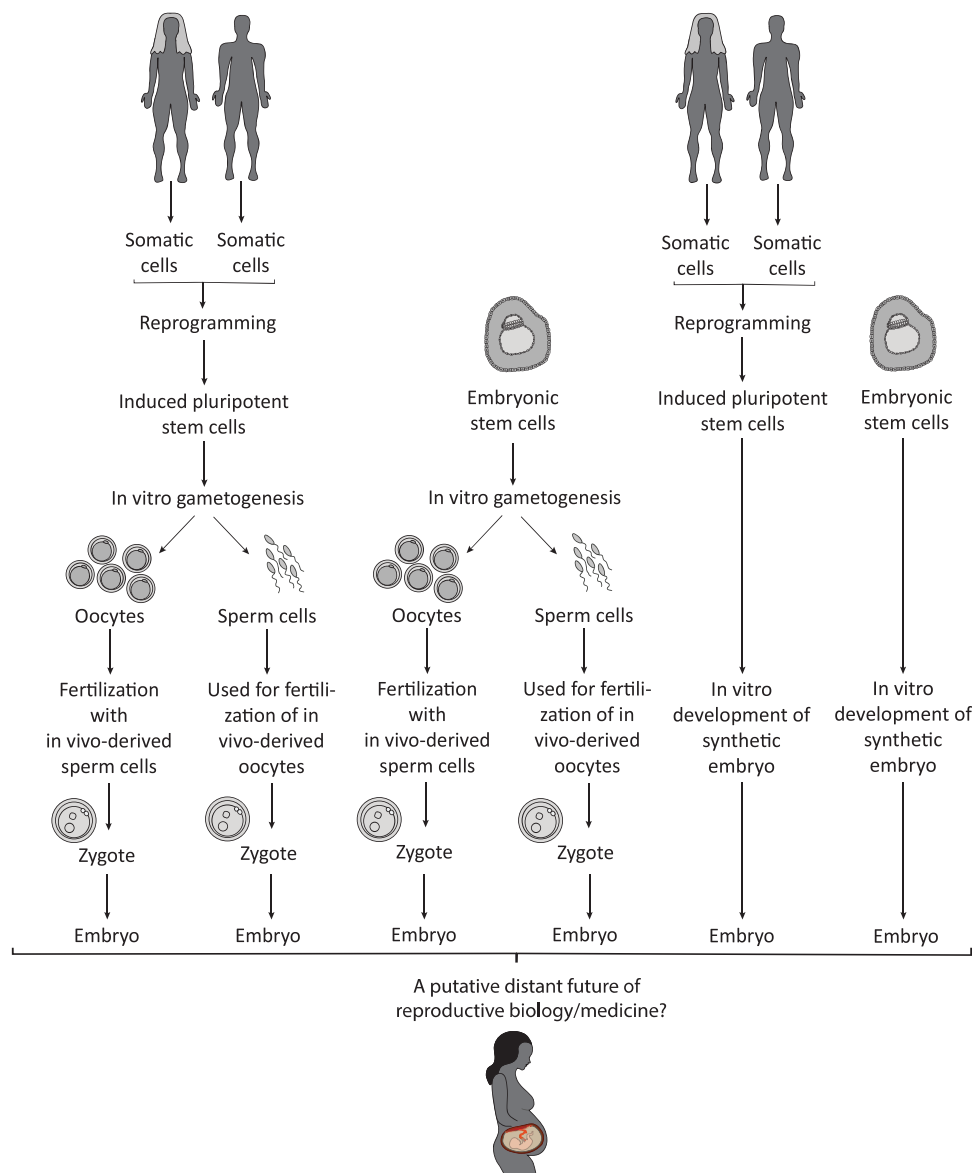 Somatic
cells
Somatic
cells
Reprogramming
Induced pluripotent
stem cells
In vitro gametogenesis
Oocytes
Fertilization
with
in vivo-derived
sperm cells
Zygote
Embryo
Sperm cells
Used for fertili-
zation of in
vivo-derived
oocytes
Zygote
Embryo
Embryonic
stem cells
In vitro gametogenesis
Oocytes
Fertilization
with
in vivo-derived
sperm cells
Zygote
Embryo
Sperm cells
Used for fertili-
zation of in
vivo-derived
oocytes
Zygote
Embryo
Somatic
cells
Somatic
cells
Reprogramming
Induced pluripotent
stem cells
In vitro
development of
synthetic
embryo
Embryo
Embryonic
stem cells
In vitro
development of
synthetic
embryo
Embryo
A putative distant future of
reproductive biology/medicine?